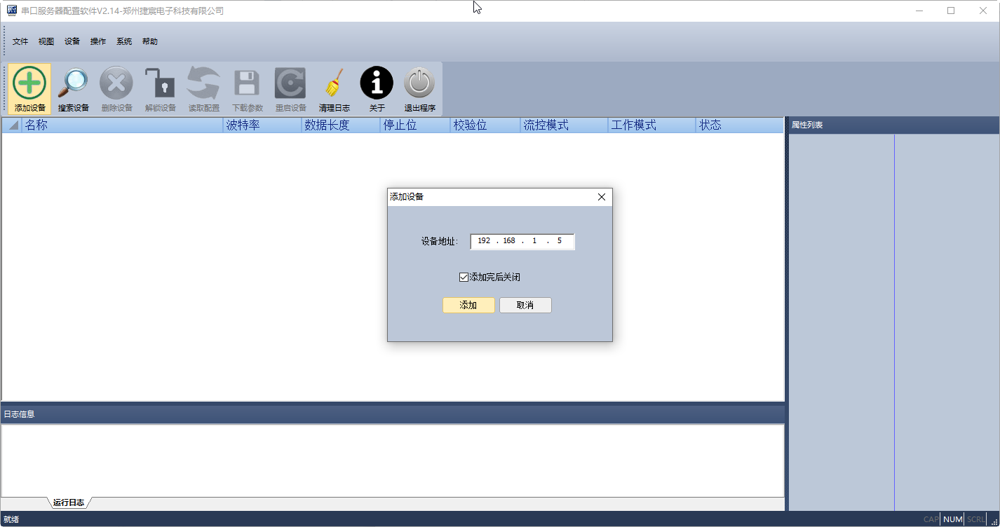 串口服务器配置软件V2.14-郑州捷宸电子科技有限公司
文件 视图 设备 操作 系统 帮助
添加设备 搜索设备 删除设备 解锁设备 读取配置 下载参数 重启设备 清理日志 关于 退出程序
名称 波特率 数据长度 停止位 校验位 流控模式 工作模式 状态
属性列表
添加设备
设备地址: 192 . 168 . 1 . 5
添加完后关闭
添加 取消
日志信息
运行日志
就绪 CAP NUM SCRL